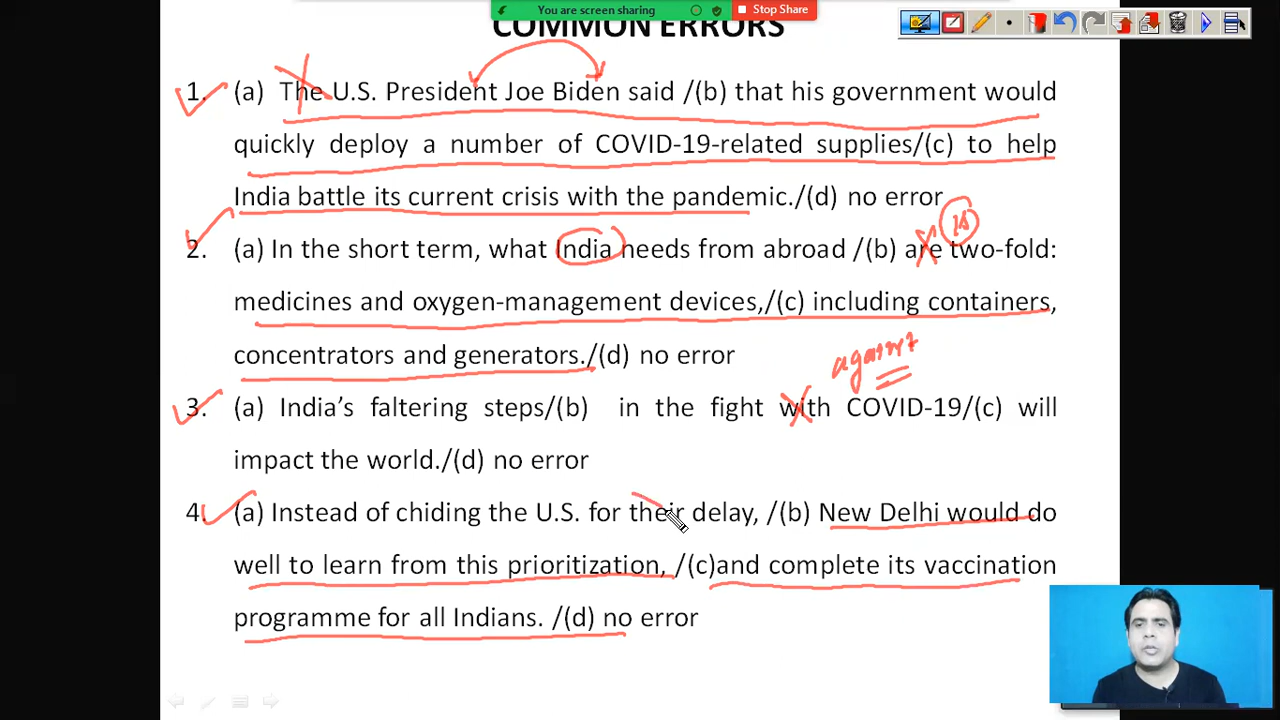 You are screen sharing
Stop Share
COMMON ERRORS
1. (a) The U.S. President Joe Biden said /(b) that his government would
quickly deploy a number of COVID-19-related supplies/(c) to help
India battle its current crisis with the pandemic./(d) no error
is
2. (a) In the short term, what India needs from abroad /(b) are two-fold:
medicines and oxygen-management devices,/(c) including containers,
concentrators and generators./(d) no error
against
3. (a) India’s faltering steps/(b) in the fight with COVID-19/(c) will
impact the world./(d) no error
4. (a) Instead of chiding the U.S. for their delay, /(b) New Delhi would do
well to learn from this prioritization, /(c)and complete its vaccination
programme for all Indians. /(d) no error